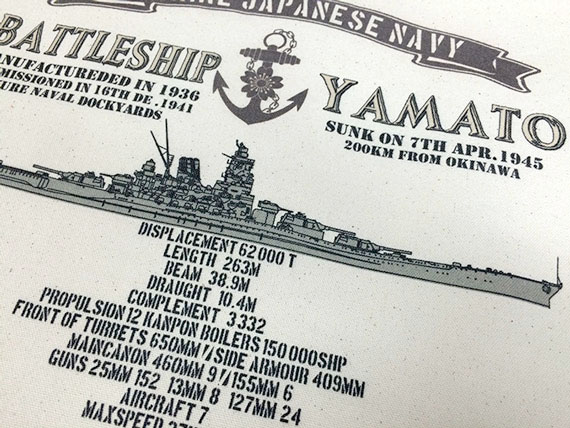 JAPANESE NAVY
BATTLESHIP
YAMATO
MANUFACTUREDED IN 1936
COMMISSIONED IN 16TH DE .1941
KURE NAVAL DOCKYARDS
SUNK ON 7TH APR. 1945
200KM FROM OKINAWA
DISPLACEMENT 62000 T
LENGTH 263M
BEAM 38.9M
DRAUGHT 10.4M
COMPLEMENT 3332
PROPULSION 12 KANPON BOILERS 150000SHP
FRONT OF TURRETS 650MM "/SIDE ARMOUR 409MM
MAINCANON 460MM 9 "/155MM 6
GUNS 25MM 152 13MM 8 127MM 24
AIRCRAFT 7
MAXSPEED